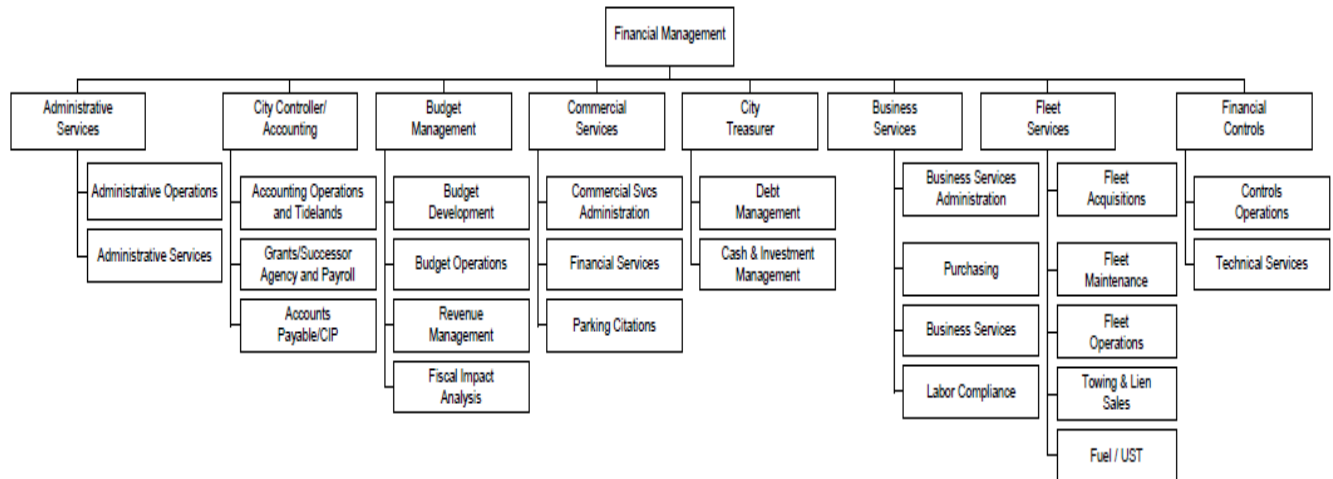 Financial Management
Administrative
Services
City Controller/
Accounting
Budget
Management
Commercial
Services
City
Treasurer
Business
Services
Fleet
Services
Financial
Controls
Administrative Operations
Administrative Services
Accounting Operations
and Tidelands
Grants/Successor
Agency and Payroll
Accounts
Payable/CIP
Budget
Development
Budget Operations
Revenue
Management
Fiscal Impact
Analysis
Commercial Svcs
Administration
Financial Services
Parking Citations
Debt
Management
Cash & Investment
Management
Business Services
Administration
Purchasing
Business Services
Labor Compliance
Fleet
Acquisitions
Fleet
Maintenance
Fleet
Operations
Towing & Lien
Sales
Fuel / UST
Controls
Operations
Technical Services